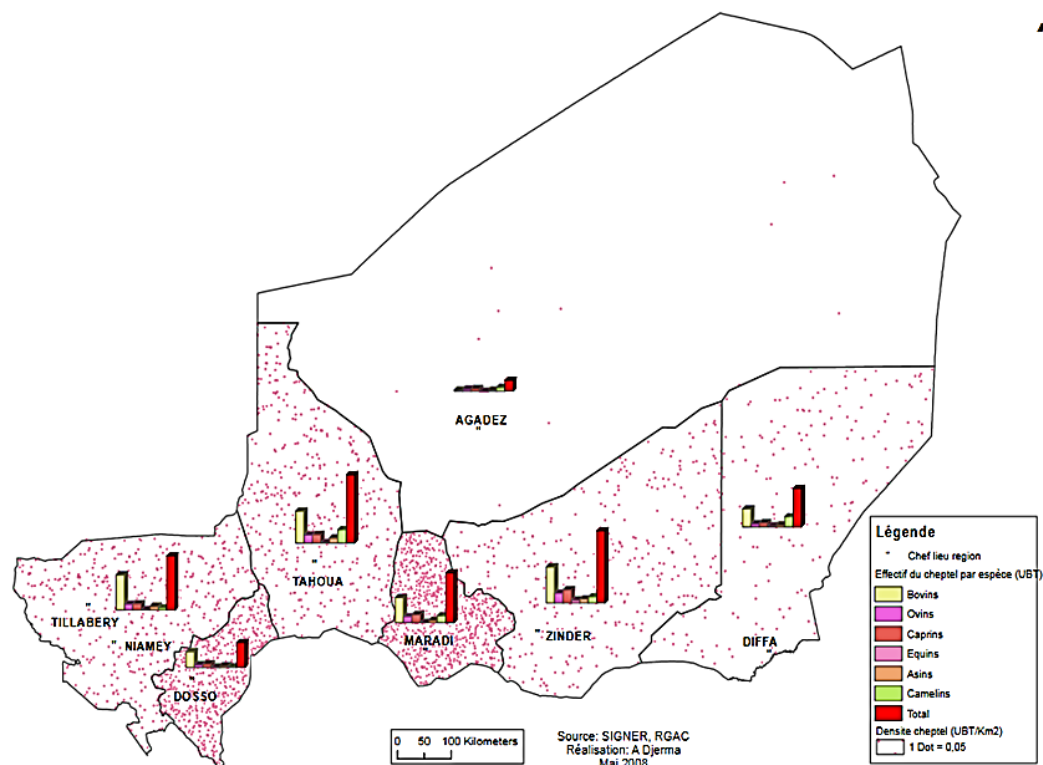 AGADEZ
TAHOUA
TILLABERY
NIAMEY
DOSSO
MARADI
ZINDER
DIFFA
Légende
Chef lieu region
Effectif du cheptel par espèce (UBT)
Bovins
Ovins
Caprins
Equins
Asins
Camelins
Total
Densite cheptel (UBT/Km2)
1 Dot = 0,05
0 50 100 Kilometers
Source: SIGNER, RGAC
Réalisation: A Djerma
Mai 2008